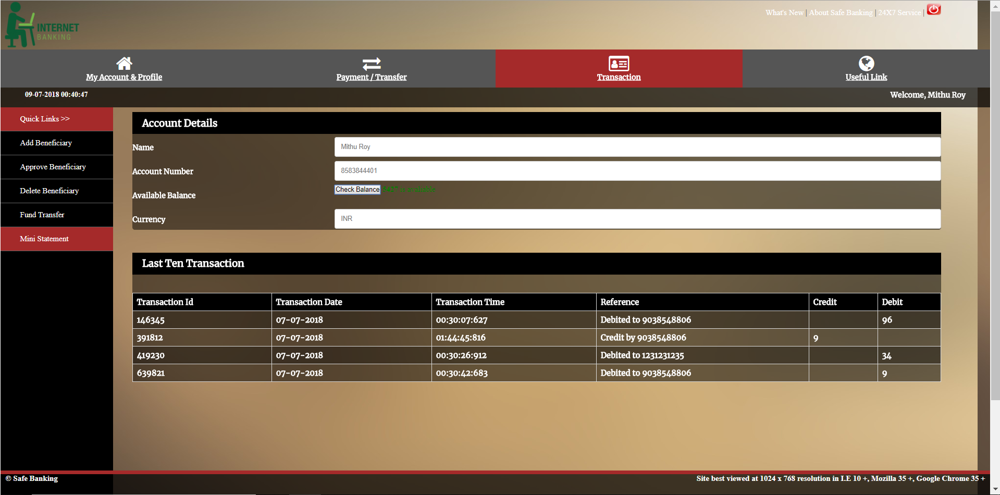 INTERNET
BANKING
What's New | About Safe Banking | 24X7 Service |
My Account & Profile
Payment / Transfer
Transaction
Useful Link
09-07-2018 00:40:47
Welcome, Mithu Roy
Quick Links >>
Add Beneficiary
Approve Beneficiary
Delete Beneficiary
Fund Transfer
Mini Statement
Account Details
Name Mithu Roy
Account Number 8583844401
Available Balance Check Balance
Currency INR
Last Ten Transaction
Transaction Id Transaction Date Transaction Time Reference Credit Debit
146345 07-07-2018 00:30:07:627 Debited to 9038548806 96
391812 07-07-2018 01:44:45:816 Credit by 9038548806 9
419230 07-07-2018 00:30:26:912 Debited to 1231231235 34
639821 07-07-2018 00:30:42:683 Debited to 9038548806 9
© Safe Banking
Site best viewed at 1024 x 768 resolution in I.E 10 +, Mozilla 35 +, Google Chrome 35 +